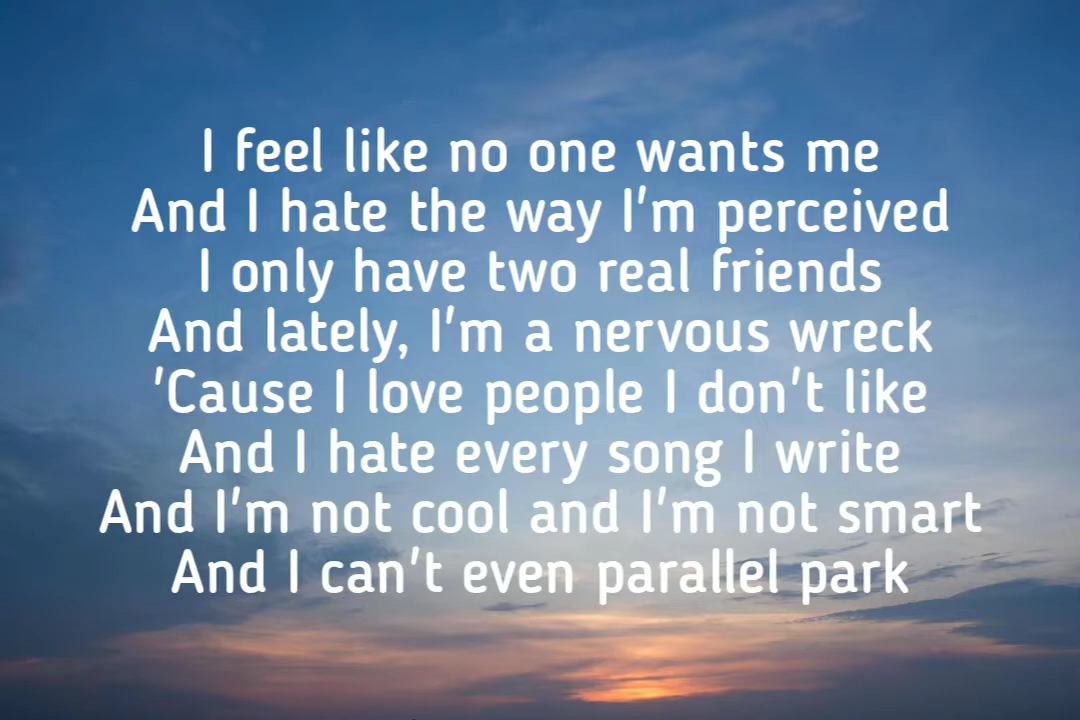 I feel like no one wants me
And I hate the way I'm perceived
I only have two real friends
And lately, I'm a nervous wreck
'Cause I love people I don't like
And I hate every song I write
And I'm not cool and I'm not smart
And I can't even parallel park